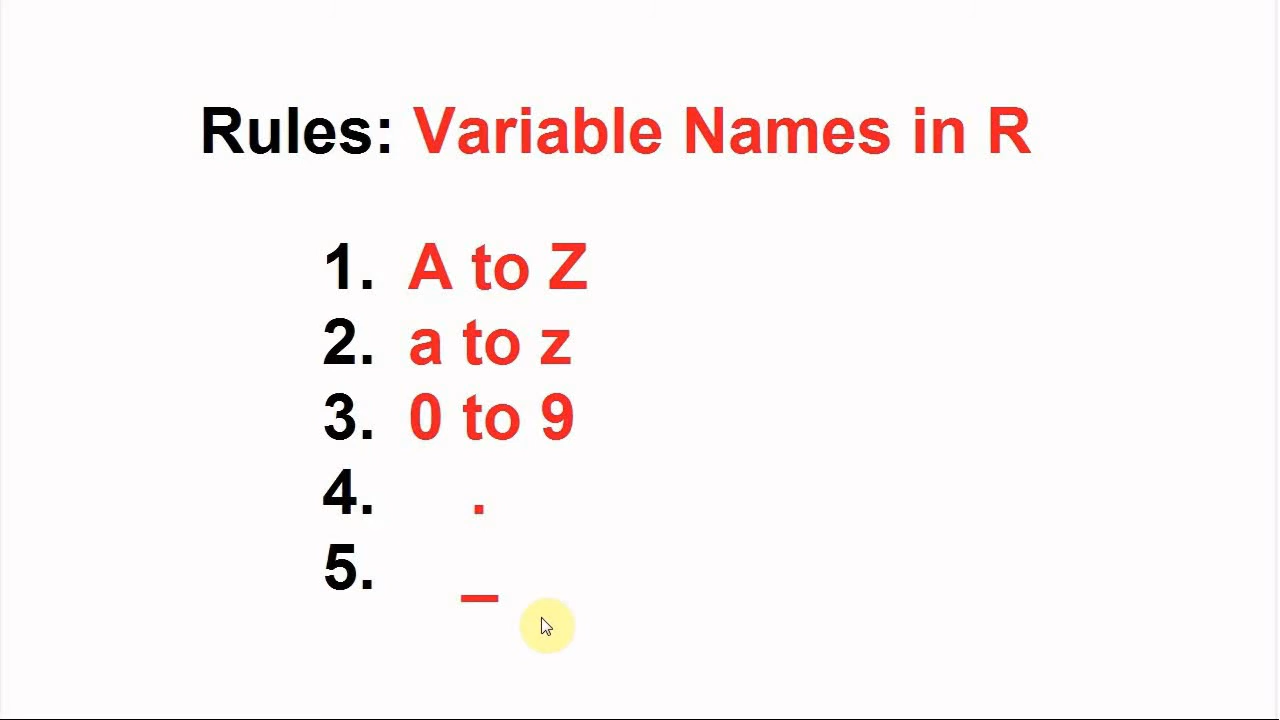 Rules: Variable Names in R
1. A to Z
2. a to z
3. 0 to 9
4. .
5. _